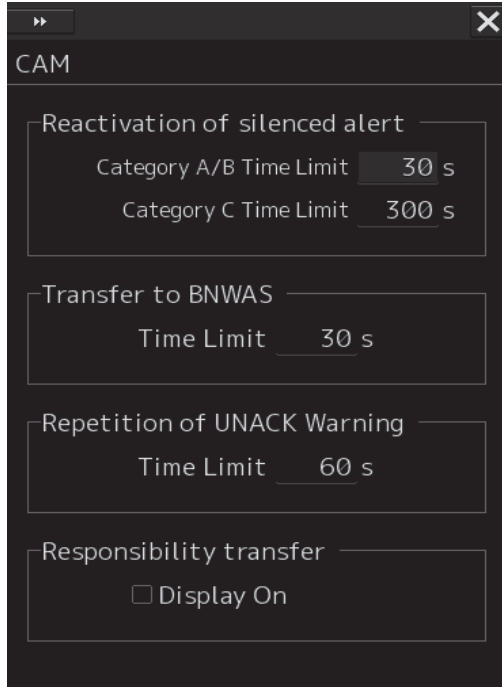 CAM
Reactivation of silenced alert
Category A/B Time Limit 30 s
Category C Time Limit 300 s
Transfer to BNWAS
Time Limit 30 s
Repetition of UNACK Warning
Time Limit 60 s
Responsibility transfer
Display On